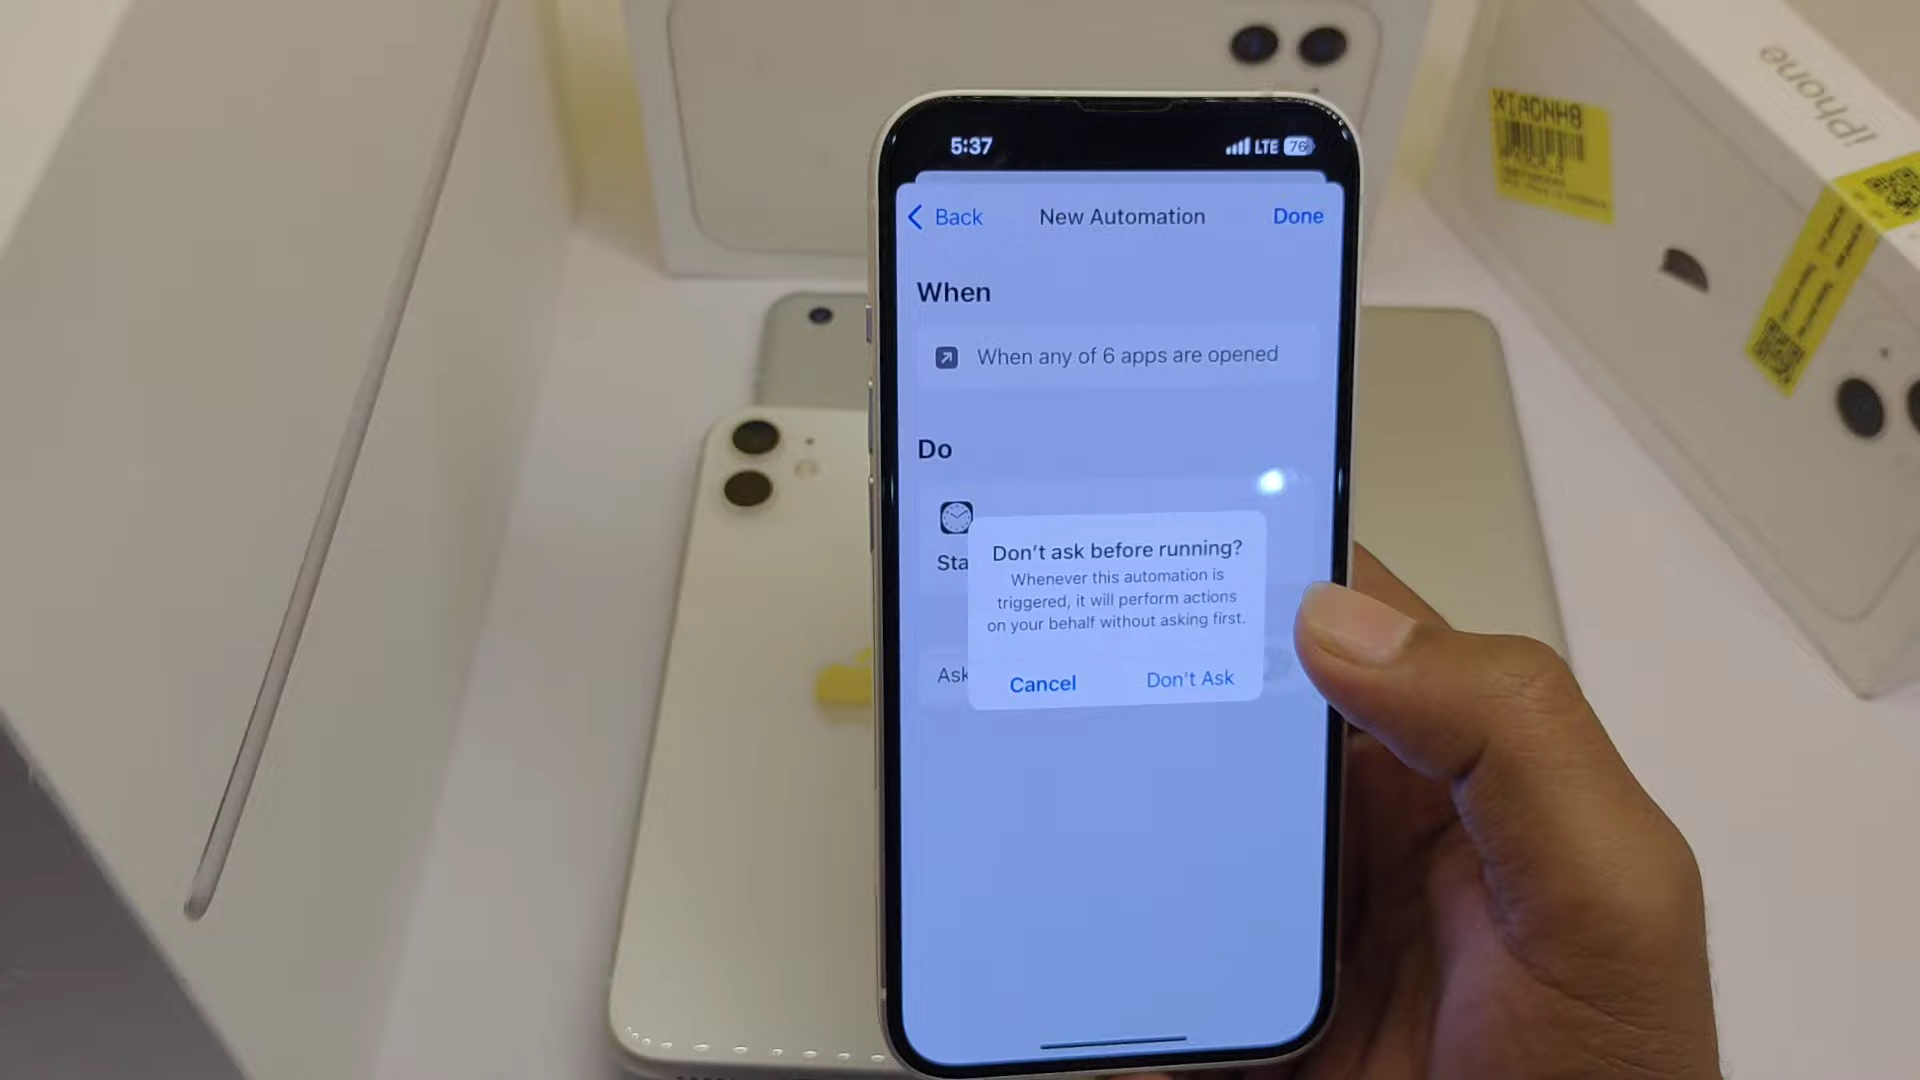 5:37
LTE 76
Back
New Automation
Done
When
When any of 6 apps are opened
Do
Sta
Don't ask before running?
Whenever this automation is
triggered, it will perform actions
on your behalf without asking first.
Ask
Cancel
Don't Ask
iPhone